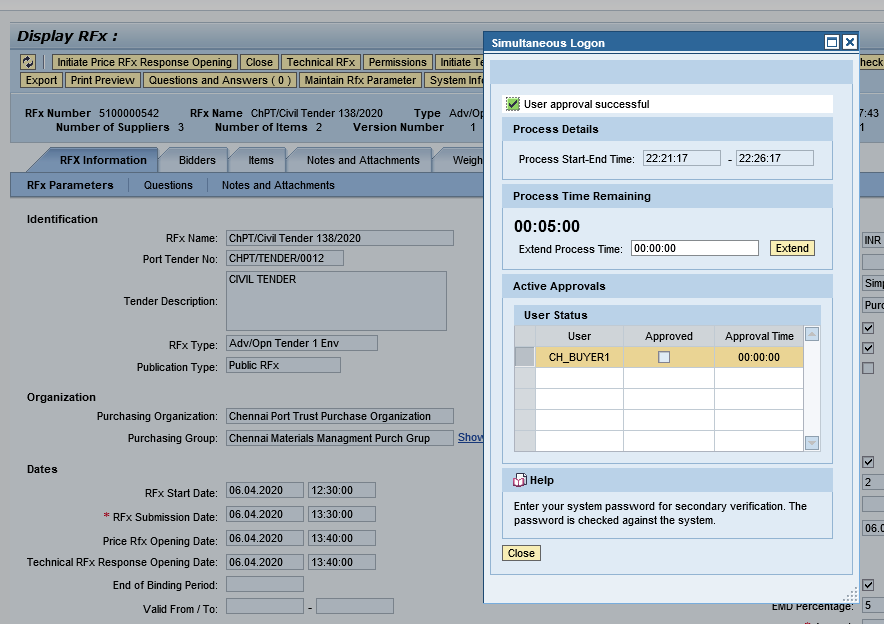 Display RFx :
Initiate Price RFx Response Opening Close Technical RFx Permissions Initiate
Export Print Preview Questions and Answers ( 0 ) Maintain Rfx Parameter System
RFx Number 5100000542 RFx Name ChPT/Civil Tender 138/2020 Type
Number of Suppliers 3 Number of Items 2 Version Number 1
RFX Information Bidders Items Notes and Attachments
RFx Parameters Questions Notes and Attachments
Identification
RFx Name: ChPT/Civil Tender 138/2020
Port Tender No: CHPT/TENDER/0012
Tender Description: CIVIL TENDER
RFx Type: Adv/Opn Tender 1 Env
Publication Type: Public RFx
Organization
Purchasing Organization: Chennai Port Trust Purchase Organization
Purchasing Group: Chennai Materials Managment Purch Grup Show
Dates
RFx Start Date: 06.04.2020 12:30:00
* RFx Submission Date: 06.04.2020 13:30:00
Price Rfx Opening Date: 06.04.2020 13:40:00
Technical RFx Response Opening Date: 06.04.2020 13:40:00
End of Binding Period:
Valid From / To: -
Simultaneous Logon
User approval successful
Process Details
Process Start-End Time: 22:21:17 - 22:26:17
Process Time Remaining
00:05:00
Extend Process Time: 00:00:00 Extend
Active Approvals
User Status
User Approved Approval Time
CH_BUYER1 00:00:00
Help
Enter your system password for secondary verification. The
password is checked against the system.
Close
INR
2
EMD Percentage: 5